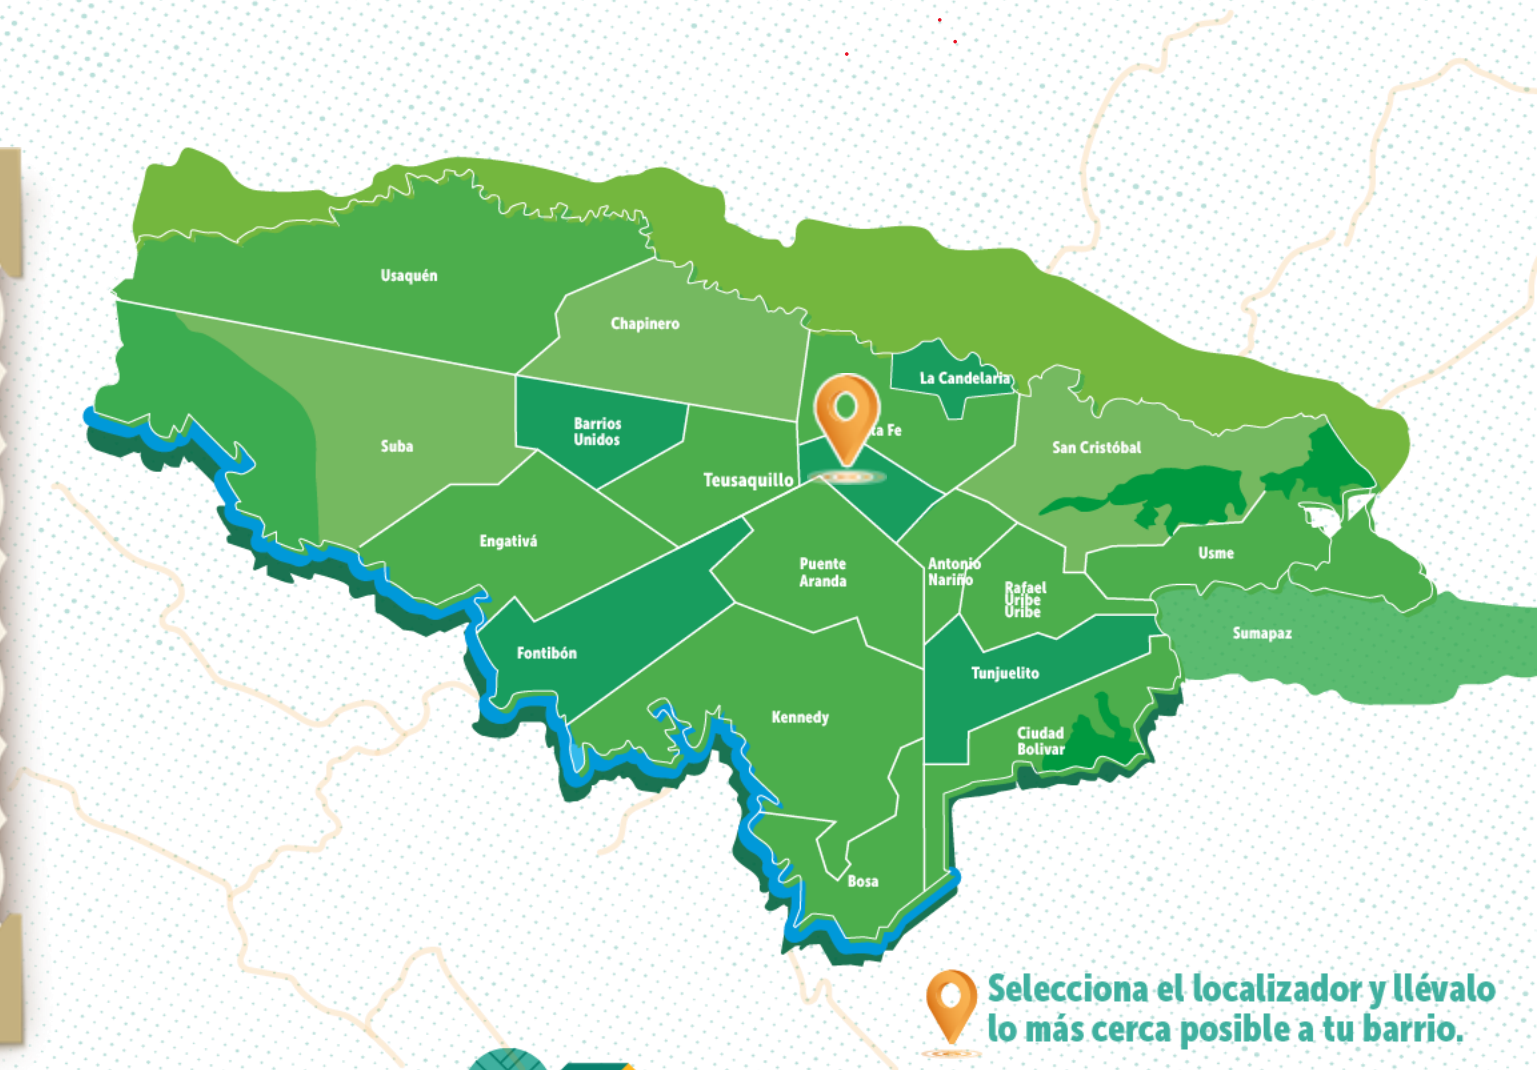 Usaquén
Chapinero
La Candelaria
Barrios
Unidos
ta Fe
Suba
San Cristóbal
Teusaquillo
Engativá
Usme
Puente
Aranda
Antonio
Nariño
Rafael
Uribe
Uribe
Sumapaz
Fontibón
Tunjuelito
Kennedy
Ciudad
Bolivar
Bosa
Selecciona el localizador y llévalo
lo más cerca posible a tu barrio.